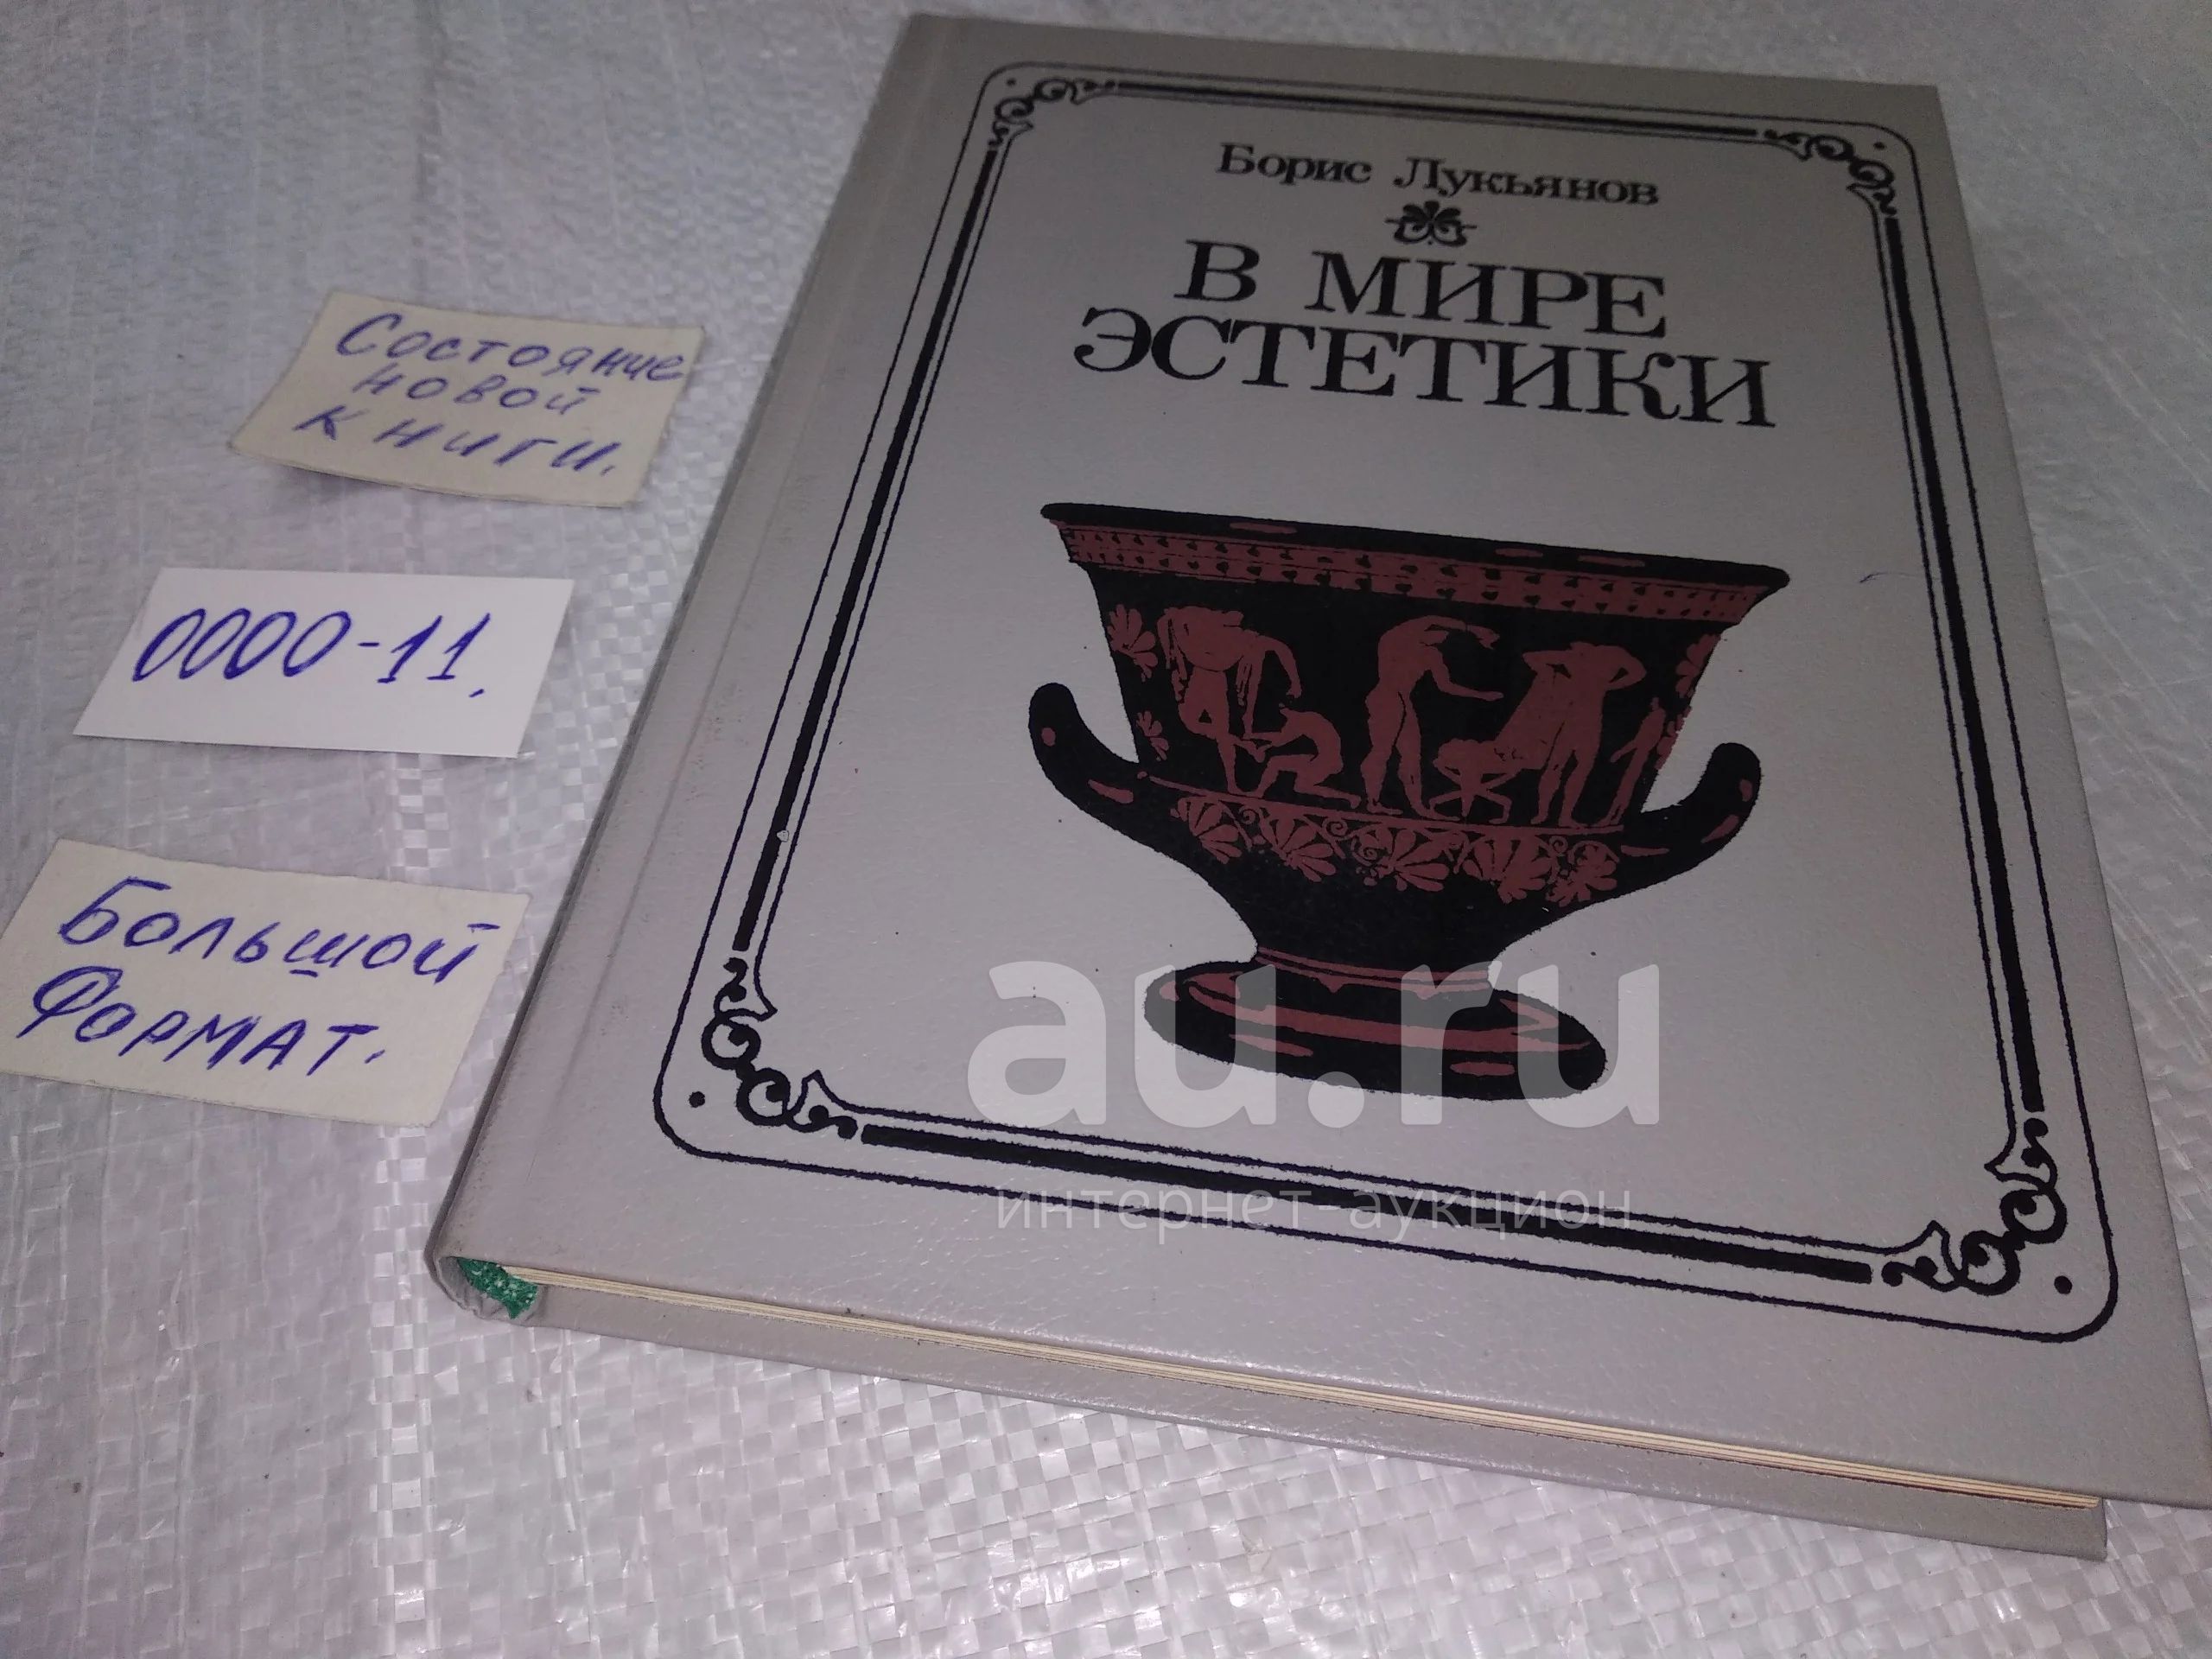 Борис Лукьянов
В МИРЕ
ЭСТЕТИКИ
Состояние
новой
книги.
0000-11.
Большой
Формат.
au.ru
интернет-аукцион